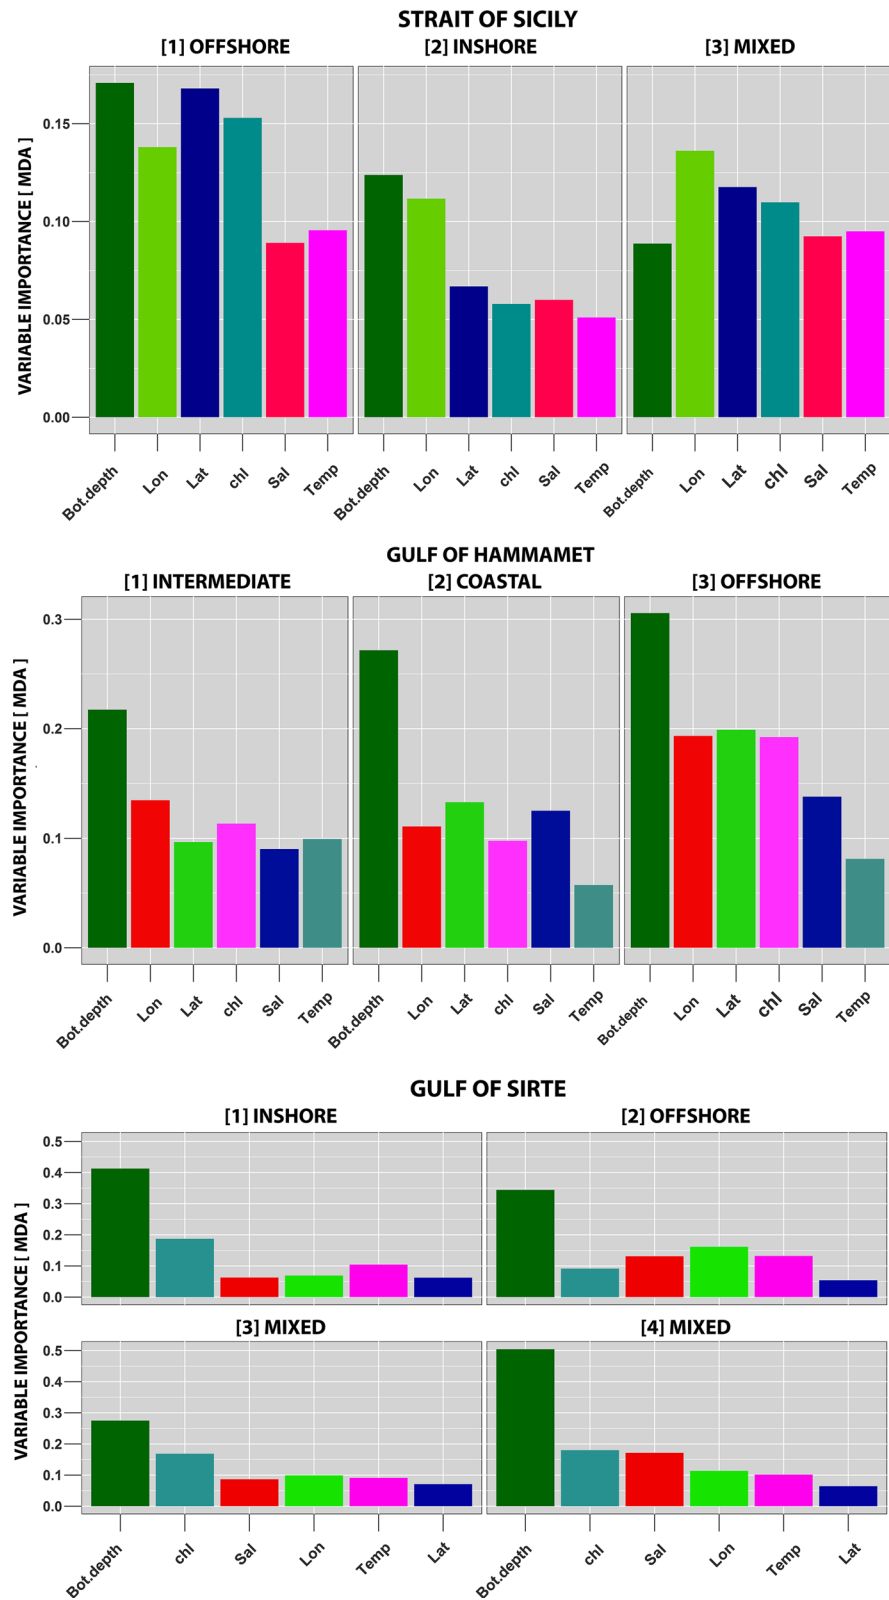 STRAIT OF SICILY
[1] OFFSHORE [2] INSHORE [3] MIXED
VARIABLE IMPORTANCE [ MDA ]
0.15
0.10
0.05
0.00
Bot.depth Lon Lat chl Sal Temp Bot.depth Lon Lat chl Sal Temp Bot.depth Lon Lat chl Sal Temp
GULF OF HAMMAMET
[1] INTERMEDIATE [2] COASTAL [3] OFFSHORE
VARIABLE IMPORTANCE [ MDA ]
0.3
0.2
0.1
0.0
Bot.depth Lon Lat chl Sal Temp Bot.depth Lon Lat chl Sal Temp Bot.depth Lon Lat chl Sal Temp
GULF OF SIRTE
[1] INSHORE [2] OFFSHORE
VARIABLE IMPORTANCE [ MDA ]
0.5
0.4
0.3
0.2
0.1
0.0
[3] MIXED [4] MIXED
0.5
0.4
0.3
0.2
0.1
0.0
Bot.depth chl Sal Lon Temp Lat Bot.depth chl Sal Lon Temp Lat